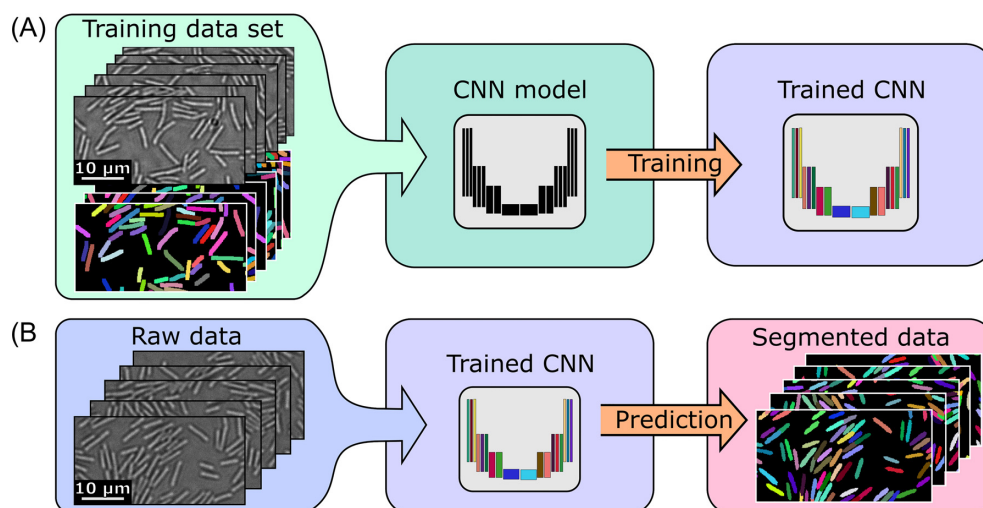 (A)
Training data set
10 µm
CNN model
Training
Trained CNN
(B)
Raw data
10 µm
Trained CNN
Prediction
Segmented data